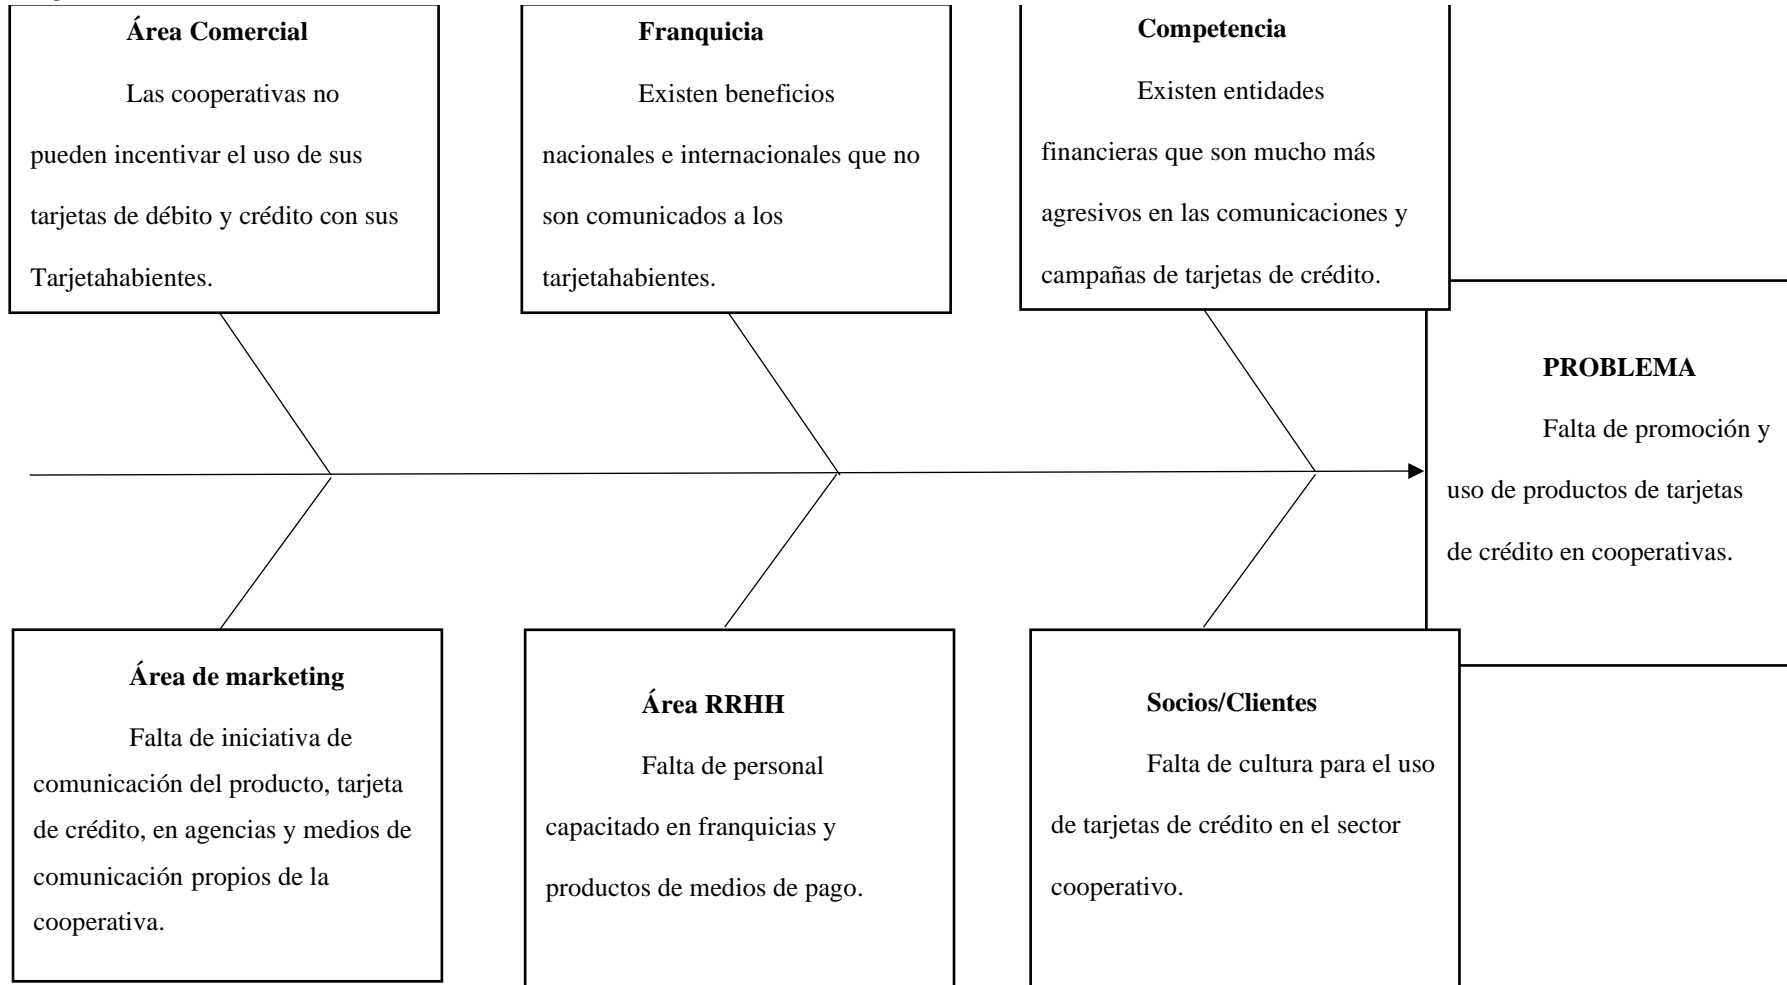 Área Comercial
Las cooperativas no
pueden incentivar el uso de sus
tarjetas de débito y crédito con sus
Tarjetahabientes.
Franquicia
Existen beneficios
nacionales e internacionales que no
son comunicados a los
tarjetahabientes.
Competencia
Existen entidades
financieras que son mucho más
agresivos en las comunicaciones y
campañas de tarjetas de crédito.
PROBLEMA
Falta de promoción y
uso de productos de tarjetas
de crédito en cooperativas.
Área de marketing
Falta de iniciativa de
comunicación del producto, tarjeta
de crédito, en agencias y medios de
comunicación propios de la
cooperativa.
Área RRHH
Falta de personal
capacitado en franquicias y
productos de medios de pago.
Socios/Clientes
Falta de cultura para el uso
de tarjetas de crédito en el sector
cooperativo.